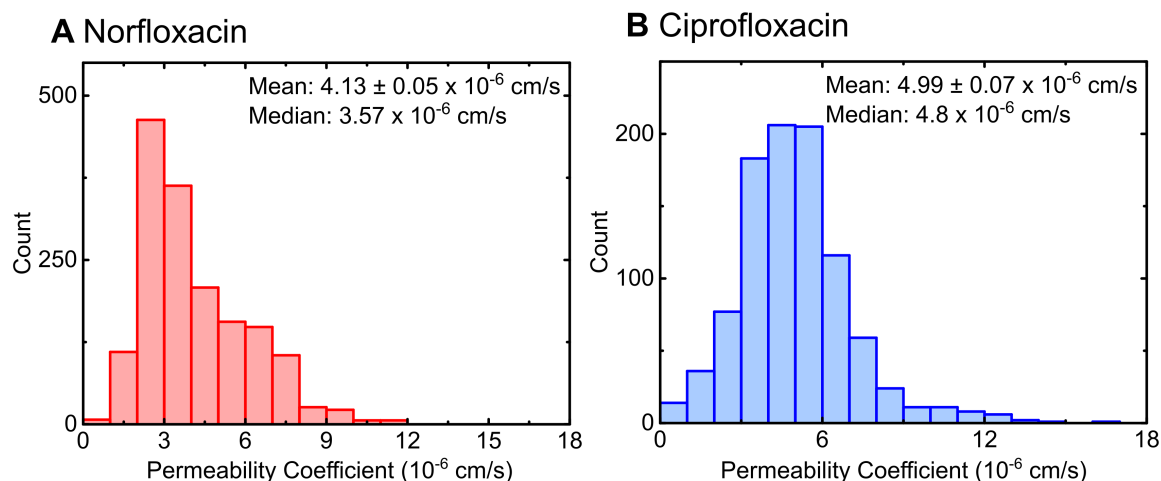 A Norfloxacin
Mean: 4.13 ± 0.05 x 10⁻⁶ cm/s
Median: 3.57 x 10⁻⁶ cm/s
500
250
0
Count
0 3 6 9 12 15 18
Permeability Coefficient (10⁻⁶ cm/s)
B Ciprofloxacin
Mean: 4.99 ± 0.07 x 10⁻⁶ cm/s
Median: 4.8 x 10⁻⁶ cm/s
200
100
0
Count
0 6 12 18
Permeability Coefficient (10⁻⁶ cm/s)